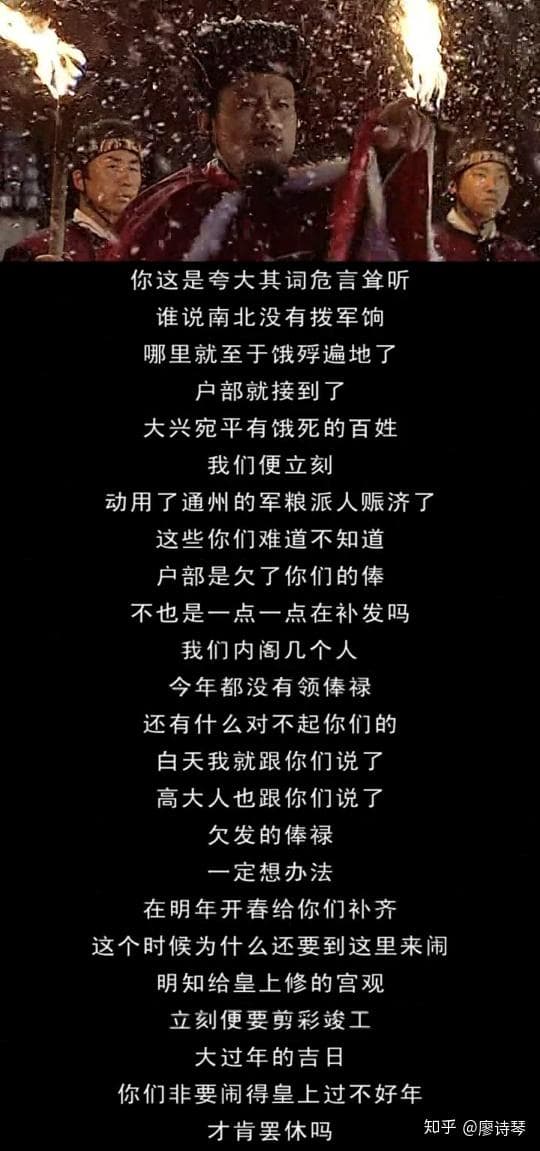 你这是夸大其词危言耸听
谁说南北没有拨军饷
哪里就至于饿殍遍地了
户部就接到了
大兴宛平有饿死的百姓
我们便立刻
动用了通州的军粮派人赈济了
这些你们难道不知道
户部是欠了你们的俸
不也是一点一点在补发吗
我们内阁几个人
今年都没有领俸禄
还有什么对不起你们的
白天我就跟你们说了
高大人也跟你们说了
欠发的俸禄
一定想办法
在明年开春给你们补齐
这个时候为什么还要到这里来闹
明知给皇上修的宫观
立刻便要剪彩竣工
大过年的吉日
你们非要闹得皇上过不好年
才肯罢休吗
知乎 @廖诗琴